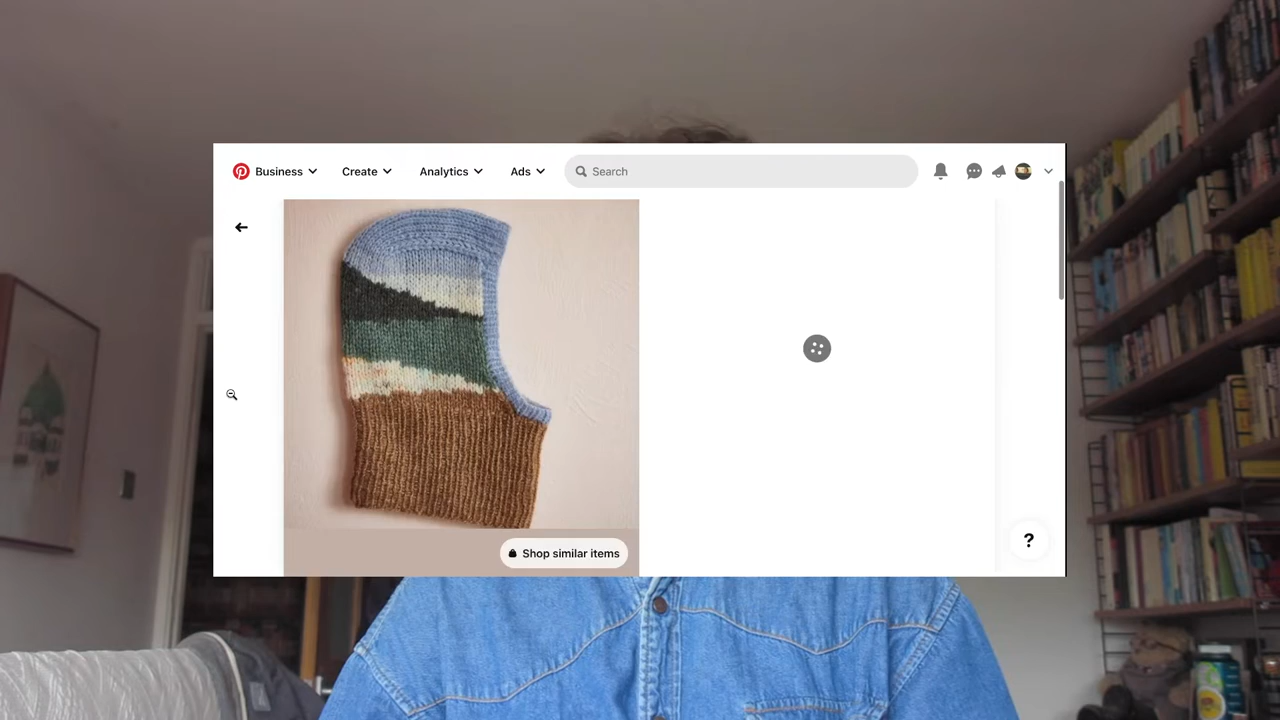 Business
Create
Analytics
Ads
Search
Shop similar items
?